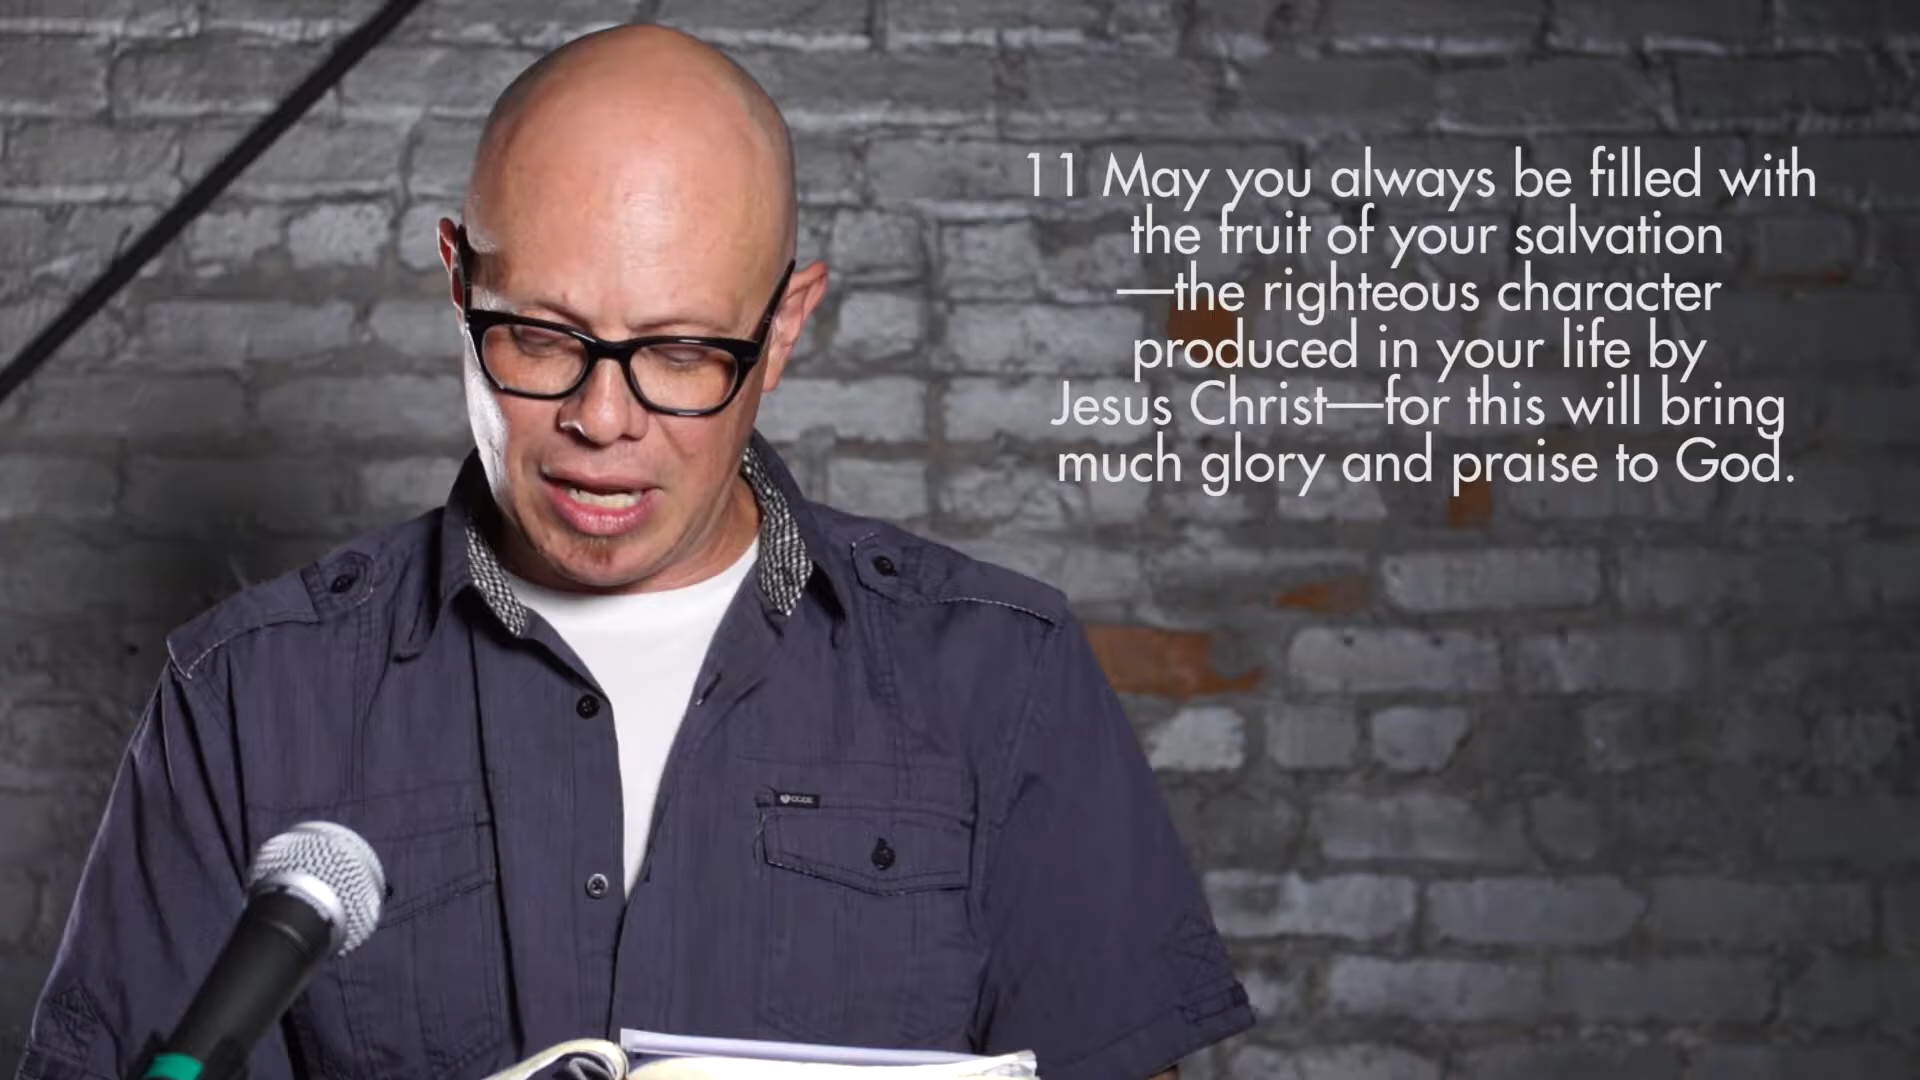 11 May you always be filled with
the fruit of your salvation
—the righteous character
produced in your life by
Jesus Christ—for this will bring
much glory and praise to God.